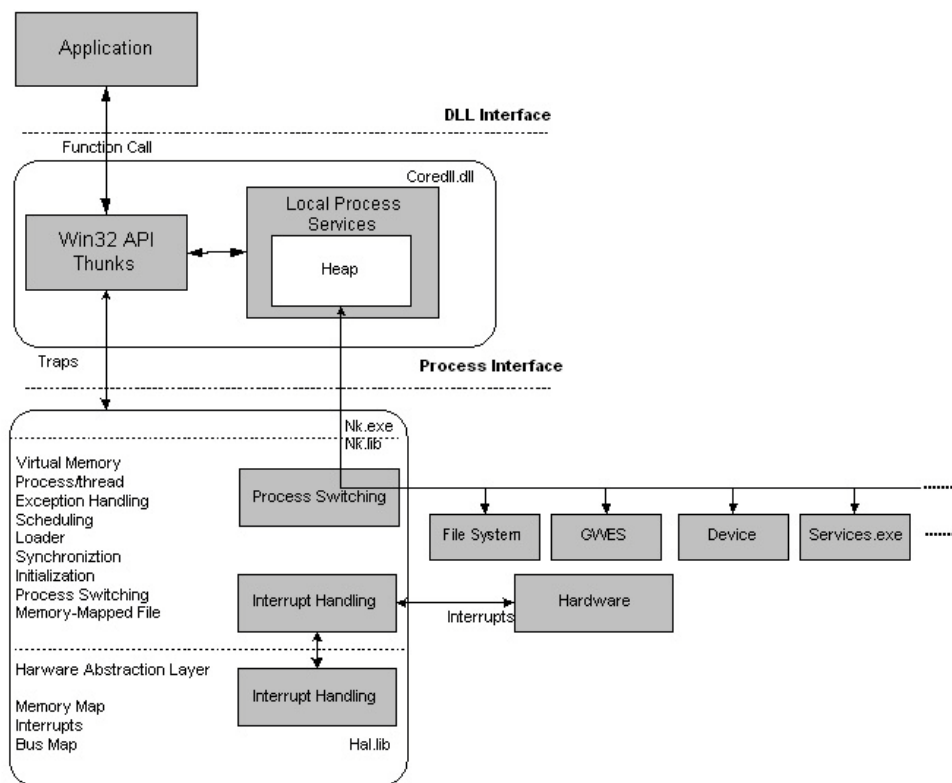 Application
DLL Interface
Function Call
Coredll.dll
Local Process
Services
Win32 API
Thunks
Heap
Traps
Process Interface
Nk.exe
Nk.lib
Virtual Memory
Process/thread
Exception Handling
Scheduling
Loader
Synchroniztion
Initialization
Process Switching
Memory-Mapped File
Process Switching
File System
GWES
Device
Services.exe
Interrupt Handling
Interrupts
Hardware
Harware Abstraction Layer
Memory Map
Interrupts
Bus Map
Interrupt Handling
Hal.lib